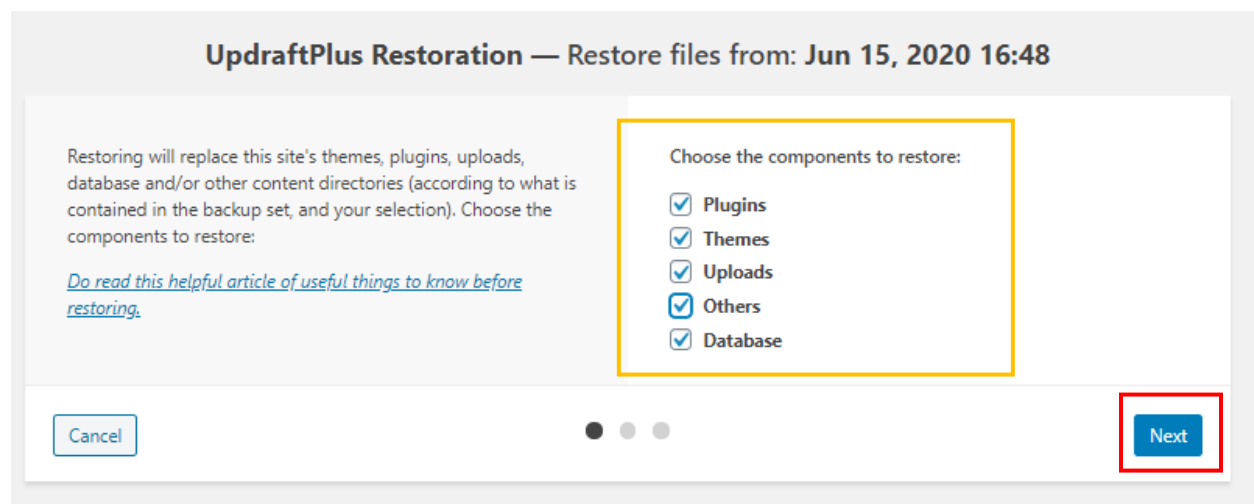 UpdraftPlus Restoration — Restore files from: Jun 15, 2020 16:48
Restoring will replace this site's themes, plugins, uploads,
database and/or other content directories (according to what is
contained in the backup set, and your selection). Choose the
components to restore:
Do read this helpful article of useful things to know before
restoring.
Choose the components to restore:
Plugins
Themes
Uploads
Others
Database
Cancel
Next